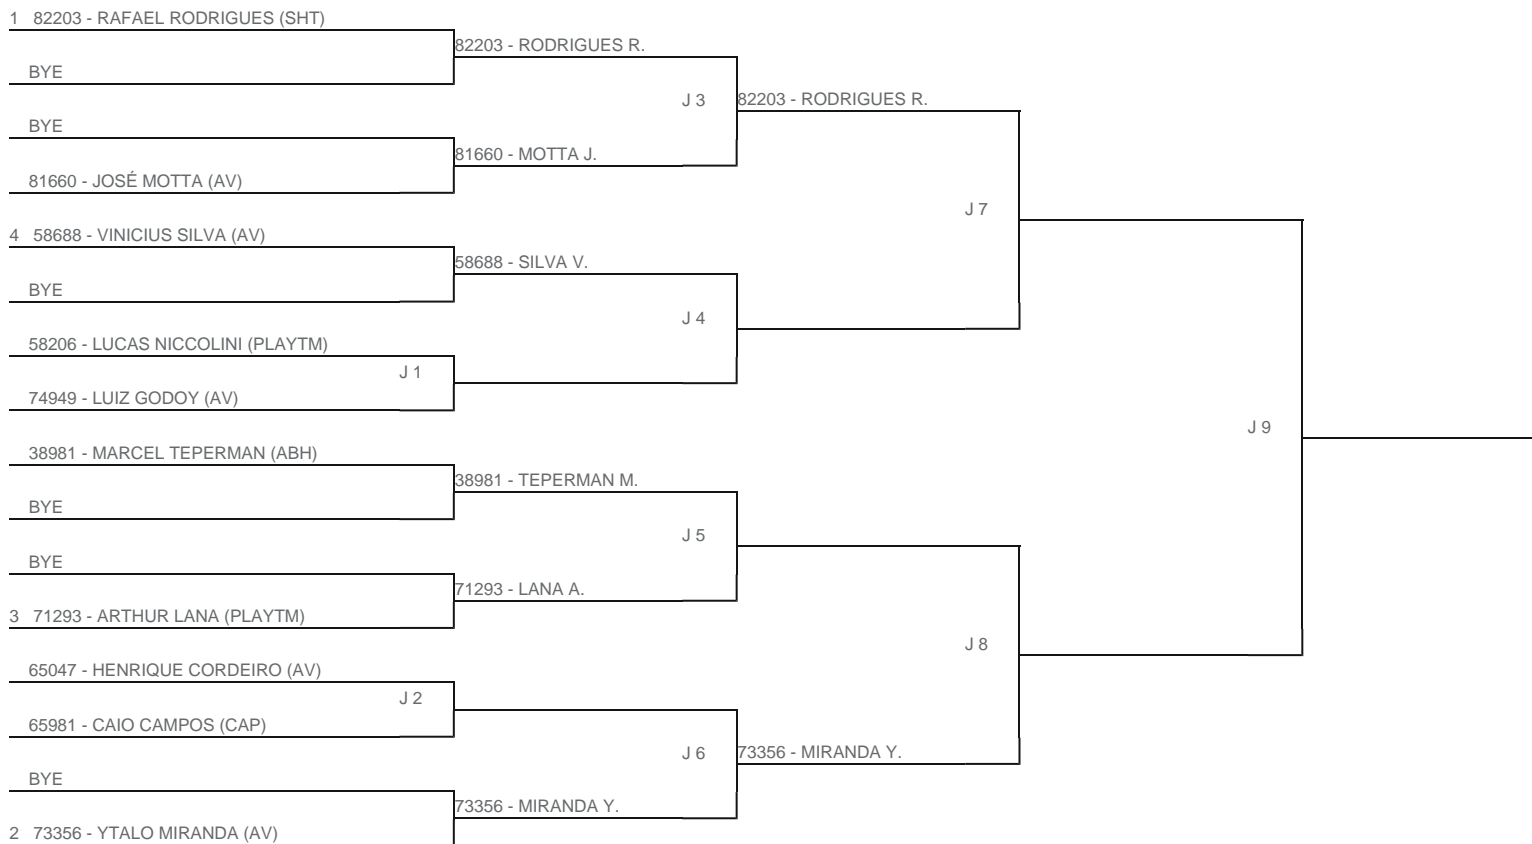 1 82203 - RAFAEL RODRIGUES (SHT)
82203 - RODRIGUES R.
BYE
J 3
82203 - RODRIGUES R.
BYE
81660 - MOTTA J.
81660 - JOSÉ MOTTA (AV)
J 7
4 58688 - VINICIUS SILVA (AV)
58688 - SILVA V.
BYE
J 4
58206 - LUCAS NICCOLINI (PLAYTM)
J 1
74949 - LUIZ GODOY (AV)
J 9
38981 - MARCEL TEPERMAN (ABH)
38981 - TEPERMAN M.
BYE
J 5
BYE
71293 - LANA A.
3 71293 - ARTHUR LANA (PLAYTM)
J 8
65047 - HENRIQUE CORDEIRO (AV)
J 2
65981 - CAIO CAMPOS (CAP)
J 6
73356 - MIRANDA Y.
BYE
73356 - MIRANDA Y.
2 73356 - YTALO MIRANDA (AV)